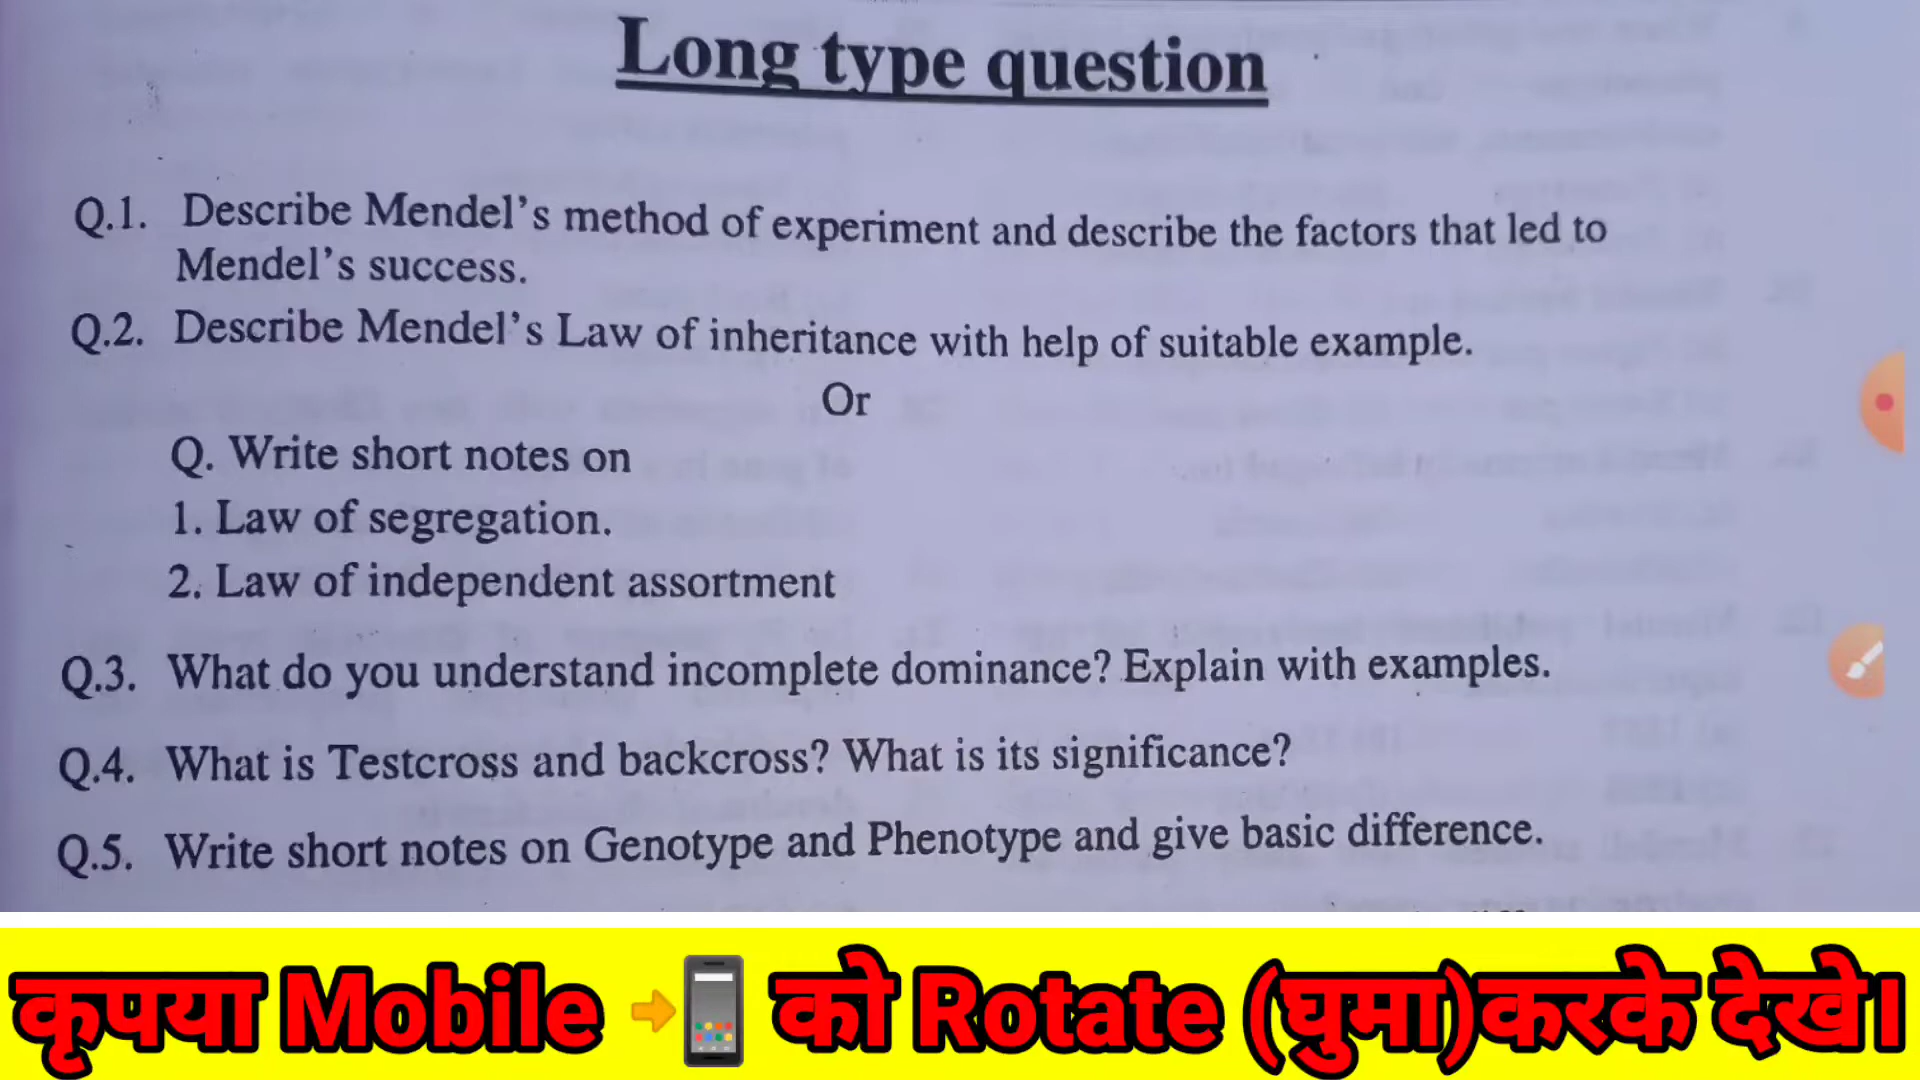 Long type question
Q.1. Describe Mendel's method of experiment and describe the factors that led to
Mendel's success.
Q.2. Describe Mendel's Law of inheritance with help of suitable example.
Or
Q. Write short notes on
1. Law of segregation.
2. Law of independent assortment
Q.3. What do you understand incomplete dominance? Explain with examples.
Q.4. What is Testcross and backcross? What is its significance?
Q.5. Write short notes on Genotype and Phenotype and give basic difference.
कृपया Mobile को Rotate (घुमा)करके देखे।